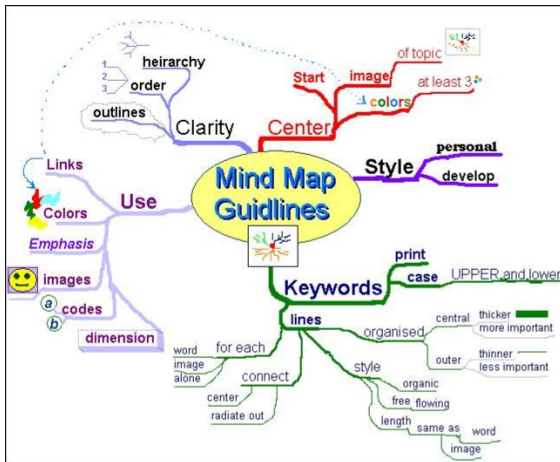 Mind Map
Guidlines
Center
Start
image
of topic
colors
at least 3
Style
personal
develop
Keywords
print
case
UPPER and lower
lines
organised
central
thicker
more important
outer
thinner
less important
style
organic
free flowing
length
same as
word
image
connect
center
radiate out
for each
word
image
alone
Use
Links
Colors
Emphasis
images
codes
a
b
dimension
Clarity
heirarchy
order
1
2
3
outlines